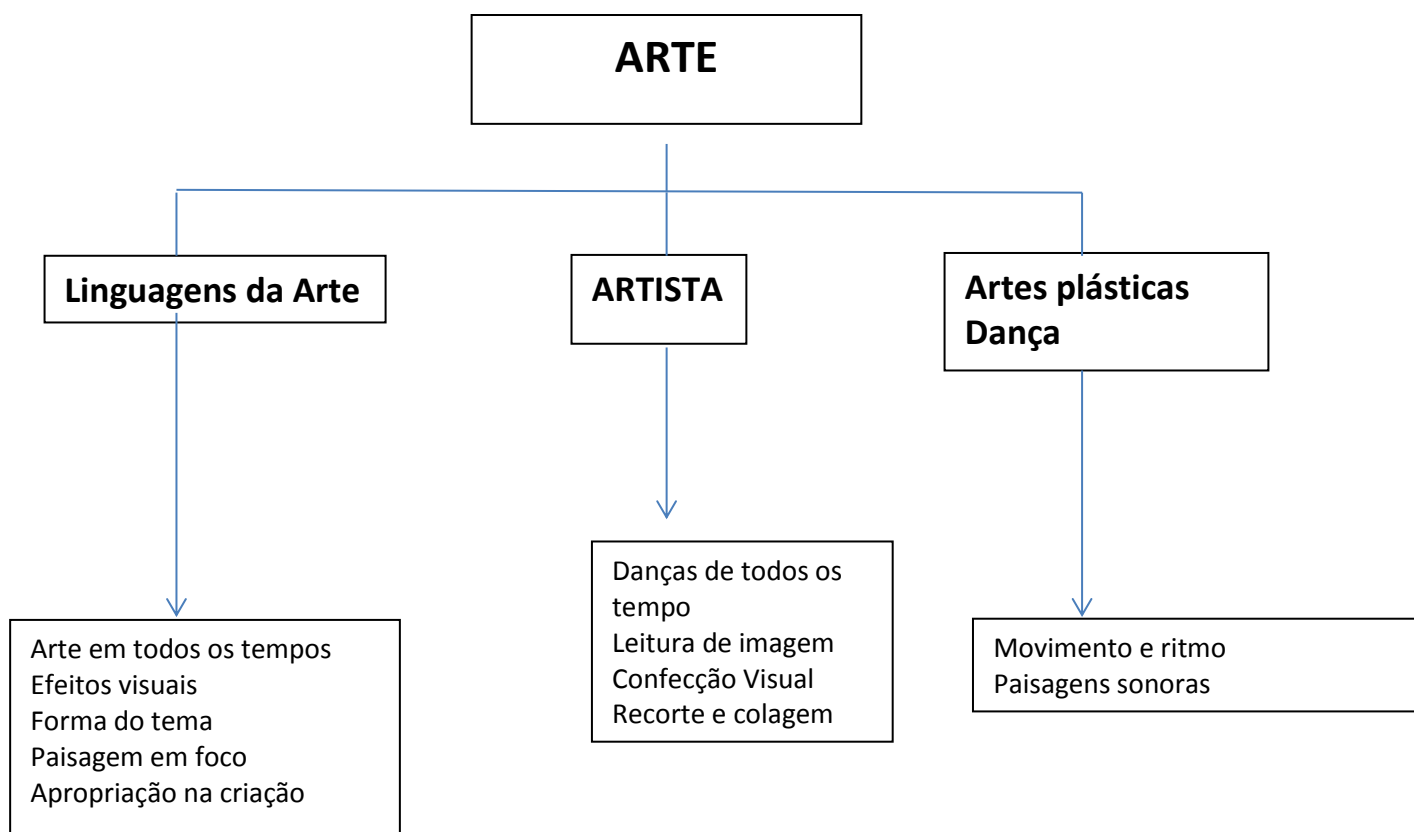 ARTE
Linguagens da Arte
ARTISTA
Artes plásticas
Dança
Arte em todos os tempos
Efeitos visuais
Forma do tema
Paisagem em foco
Apropriação na criação
Danças de todos os
tempo
Leitura de imagem
Confecção Visual
Recorte e colagem
Movimento e ritmo
Paisagens sonoras